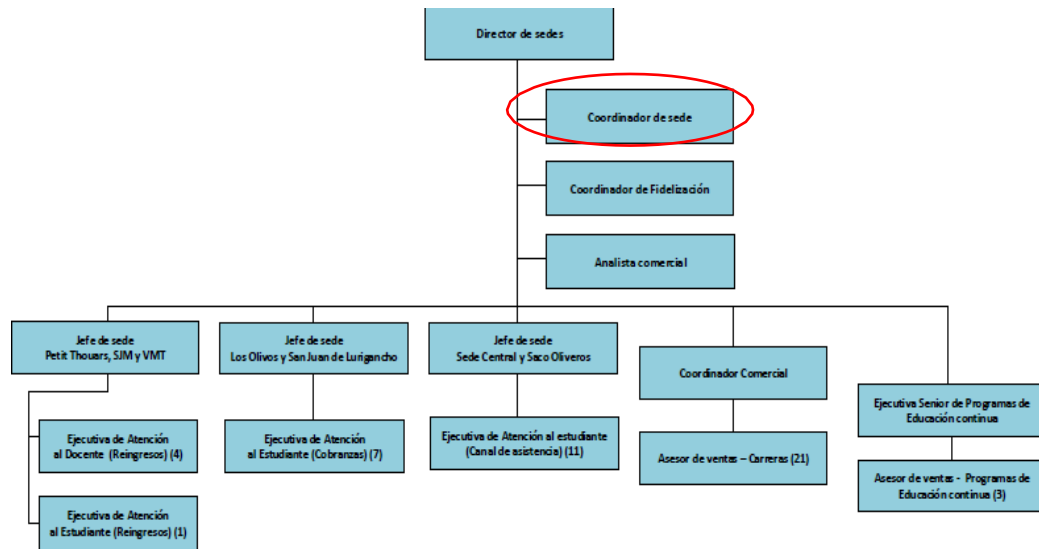 Director de sedes
Coordinador de sede
Coordinador de Fidelización
Analista comercial
Jefe de sede
Petit Thouars, SJM y VMT
Jefe de sede
Los Olivos y San Juan de Lurigancho
Jefe de sede
Sede Central y Saco Oliveros
Coordinador Comercial
Ejecutiva Senior de Programas de
Educación continua
Ejecutiva de Atención
al Docente (Reingresos) (4)
Ejecutiva de Atención
al Estudiante (Cobranzas) (7)
Ejecutiva de Atención al estudiante
(Canal de asistencia) (11)
Asesor de ventas – Carreras (21)
Asesor de ventas - Programas de
Educación continua (3)
Ejecutiva de Atención
al Estudiante (Reingresos) (1)